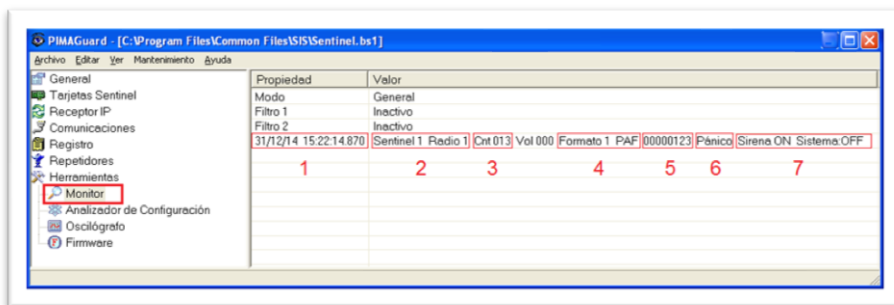 PIMAGuard - [C:\Program Files\Common Files\SIS\Sentinel.bs1]
Archivo Editar Ver Mantenimiento Ayuda
General
Tarjetas Sentinel
Receptor IP
Comunicaciones
Registro
Repetidores
Herramientas
Monitor
Analizador de Configuración
Oscilógrafo
Firmware
Propiedad Valor
Modo General
Filtro 1 Inactivo
Filtro 2 Inactivo
31/12/14 15:22:14.870 Sentinel 1 Radio 1 Cnt 013 Vol 000 Formato 1 PAF 00000123 Pánico Sirena ON Sistema:OFF
1 2 3 4 5 6 7